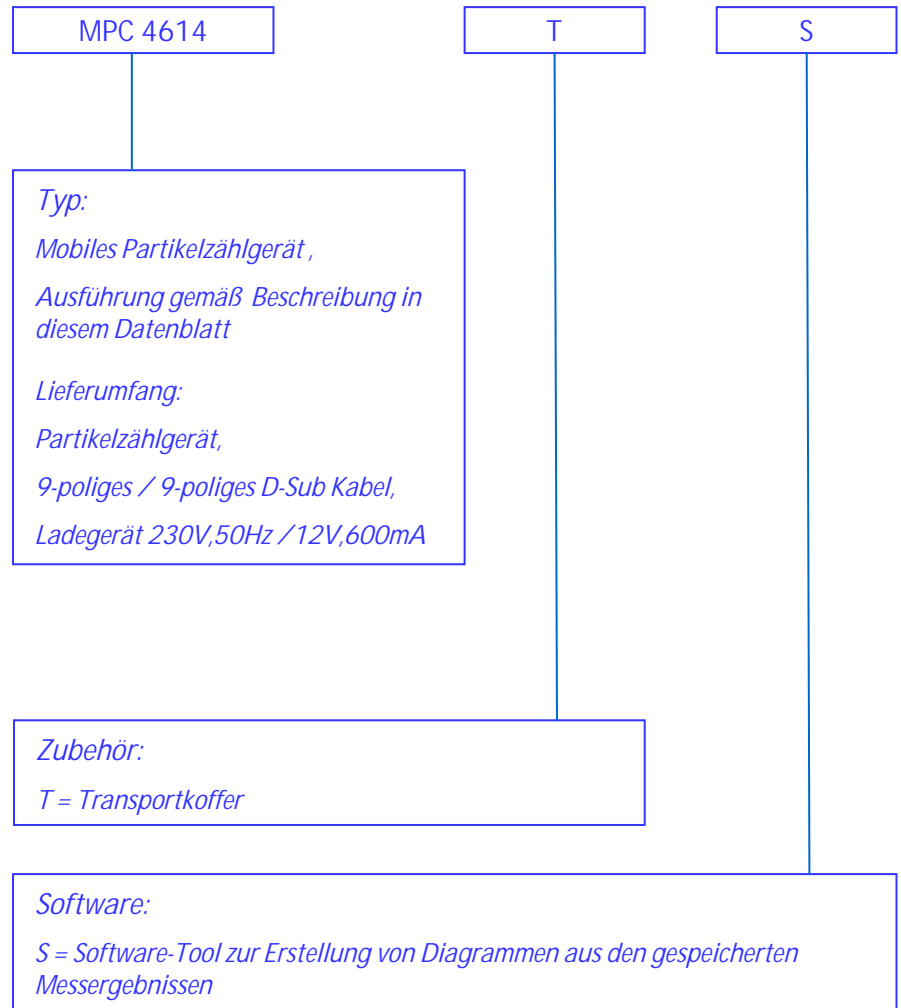 MPC 4614
T
S
Typ:
Mobiles Partikelzählgerät ,
Ausführung gemäß Beschreibung in
diesem Datenblatt
Lieferumfang:
Partikelzählgerät,
9-poliges / 9-poliges D-Sub Kabel,
Ladegerät 230V,50Hz /12V,600mA
Zubehör:
T = Transportkoffer
Software:
S = Software-Tool zur Erstellung von Diagrammen aus den gespeicherten
Messergebnissen